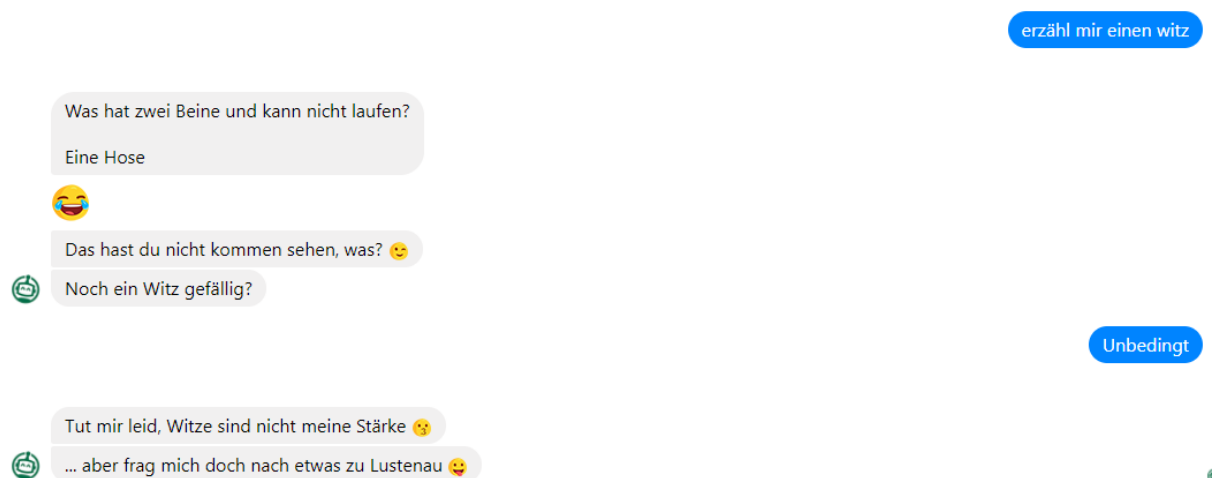 erzähl mir einen witz
Was hat zwei Beine und kann nicht laufen?
Eine Hose
😂
Das hast du nicht kommen sehen, was? 😉
Noch ein Witz gefällig?
Unbedingt
Tut mir leid, Witze sind nicht meine Stärke 😗
... aber frag mich doch nach etwas zu Lustenau 😛